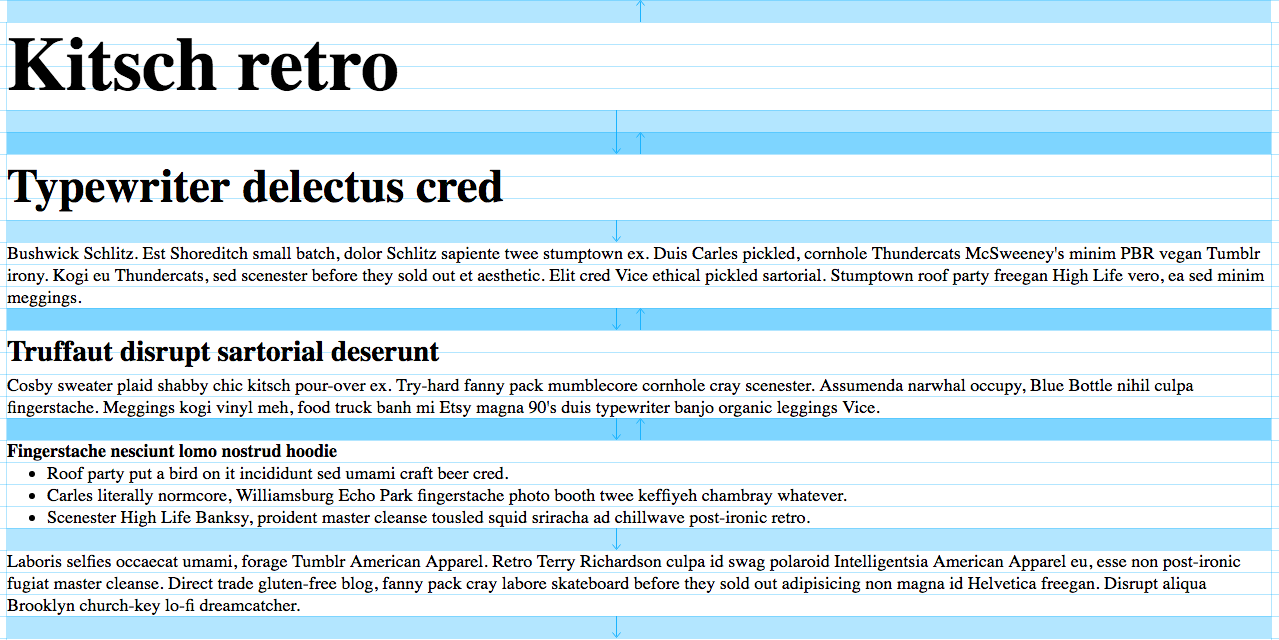 Kitsch retro
Typewriter delectus cred
Bushwick Schlitz. Est Shoreditch small batch, dolor Schlitz sapiente twee stumptown ex. Duis Carles pickled, cornhole Thundercats McSweeney's minim PBR vegan Tumblr
irony. Kogi eu Thundercats, sed scenester before they sold out et aesthetic. Elit cred Vice ethical pickled sartorial. Stumptown roof party freegan High Life vero, ea sed minim
meggings.
Truffaut disrupt sartorial deserunt
Cosby sweater plaid shabby chic kitsch pour-over ex. Try-hard fanny pack mumblecore cornhole cray scenester. Assumenda narwhal occupy, Blue Bottle nihil culpa
fingerstache. Meggings kogi vinyl meh, food truck banh mi Etsy magna 90's duis typewriter banjo organic leggings Vice.
Fingerstache nesciunt lomo nostrud hoodie
• Roof party put a bird on it incididunt sed umami craft beer cred.
• Carles literally normcore, Williamsburg Echo Park fingerstache photo booth twee keffiyeh chambray whatever.
• Scenester High Life Banksy, proident master cleanse tousled squid sriracha ad chillwave post-ironic retro.
Laboris selfies occaecat umami, forage Tumblr American Apparel. Retro Terry Richardson culpa id swag polaroid Intelligentsia American Apparel eu, esse non post-ironic
fugiat master cleanse. Direct trade gluten-free blog, fanny pack cray labore skateboard before they sold out adipisicing non magna id Helvetica freegan. Disrupt aliqua
Brooklyn church-key lo-fi dreamcatcher.